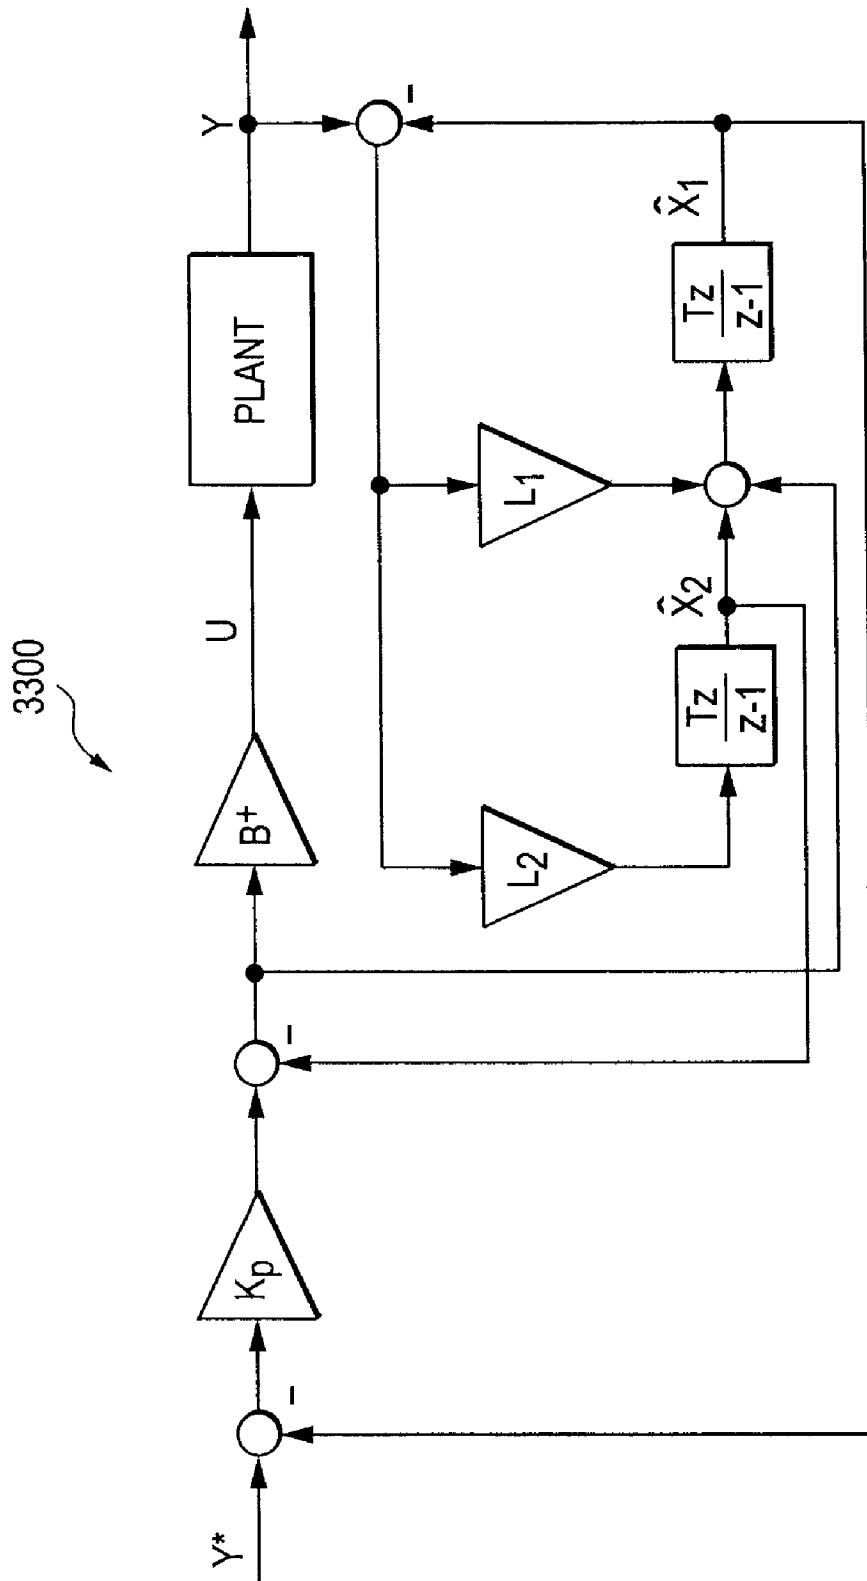 3300
Y*
Kp
B+
U
PLANT
Y
-
-
-
L2
L1
Tz
z-1
X̂2
Tz
z-1
X̂1